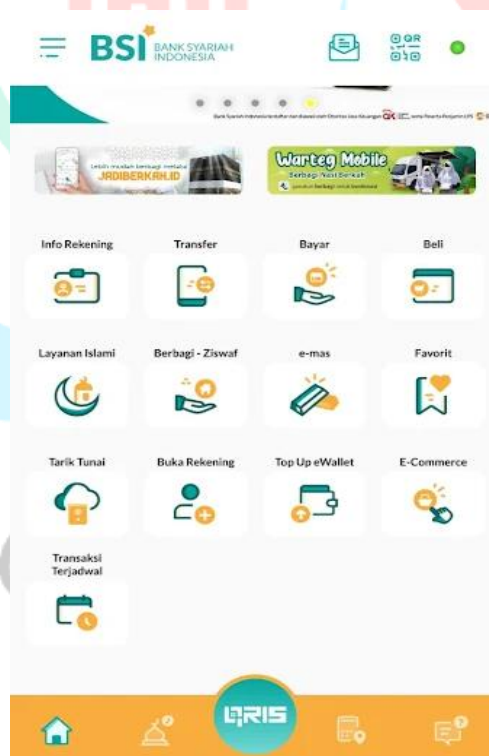 BSI BANK SYARIAH
INDONESIA
QR
Lebih mudah berbagi melalui
JADIBERKAH.ID
Warteg Mobile
Berbagi Nasi Berkah
Info Rekening
Transfer
Bayar
Beli
Layanan Islami
Berbagi - Ziswaf
e-mas
Favorit
Tarik Tunai
Buka Rekening
Top Up eWallet
E-Commerce
Transaksi
Terjadwal
QRIS